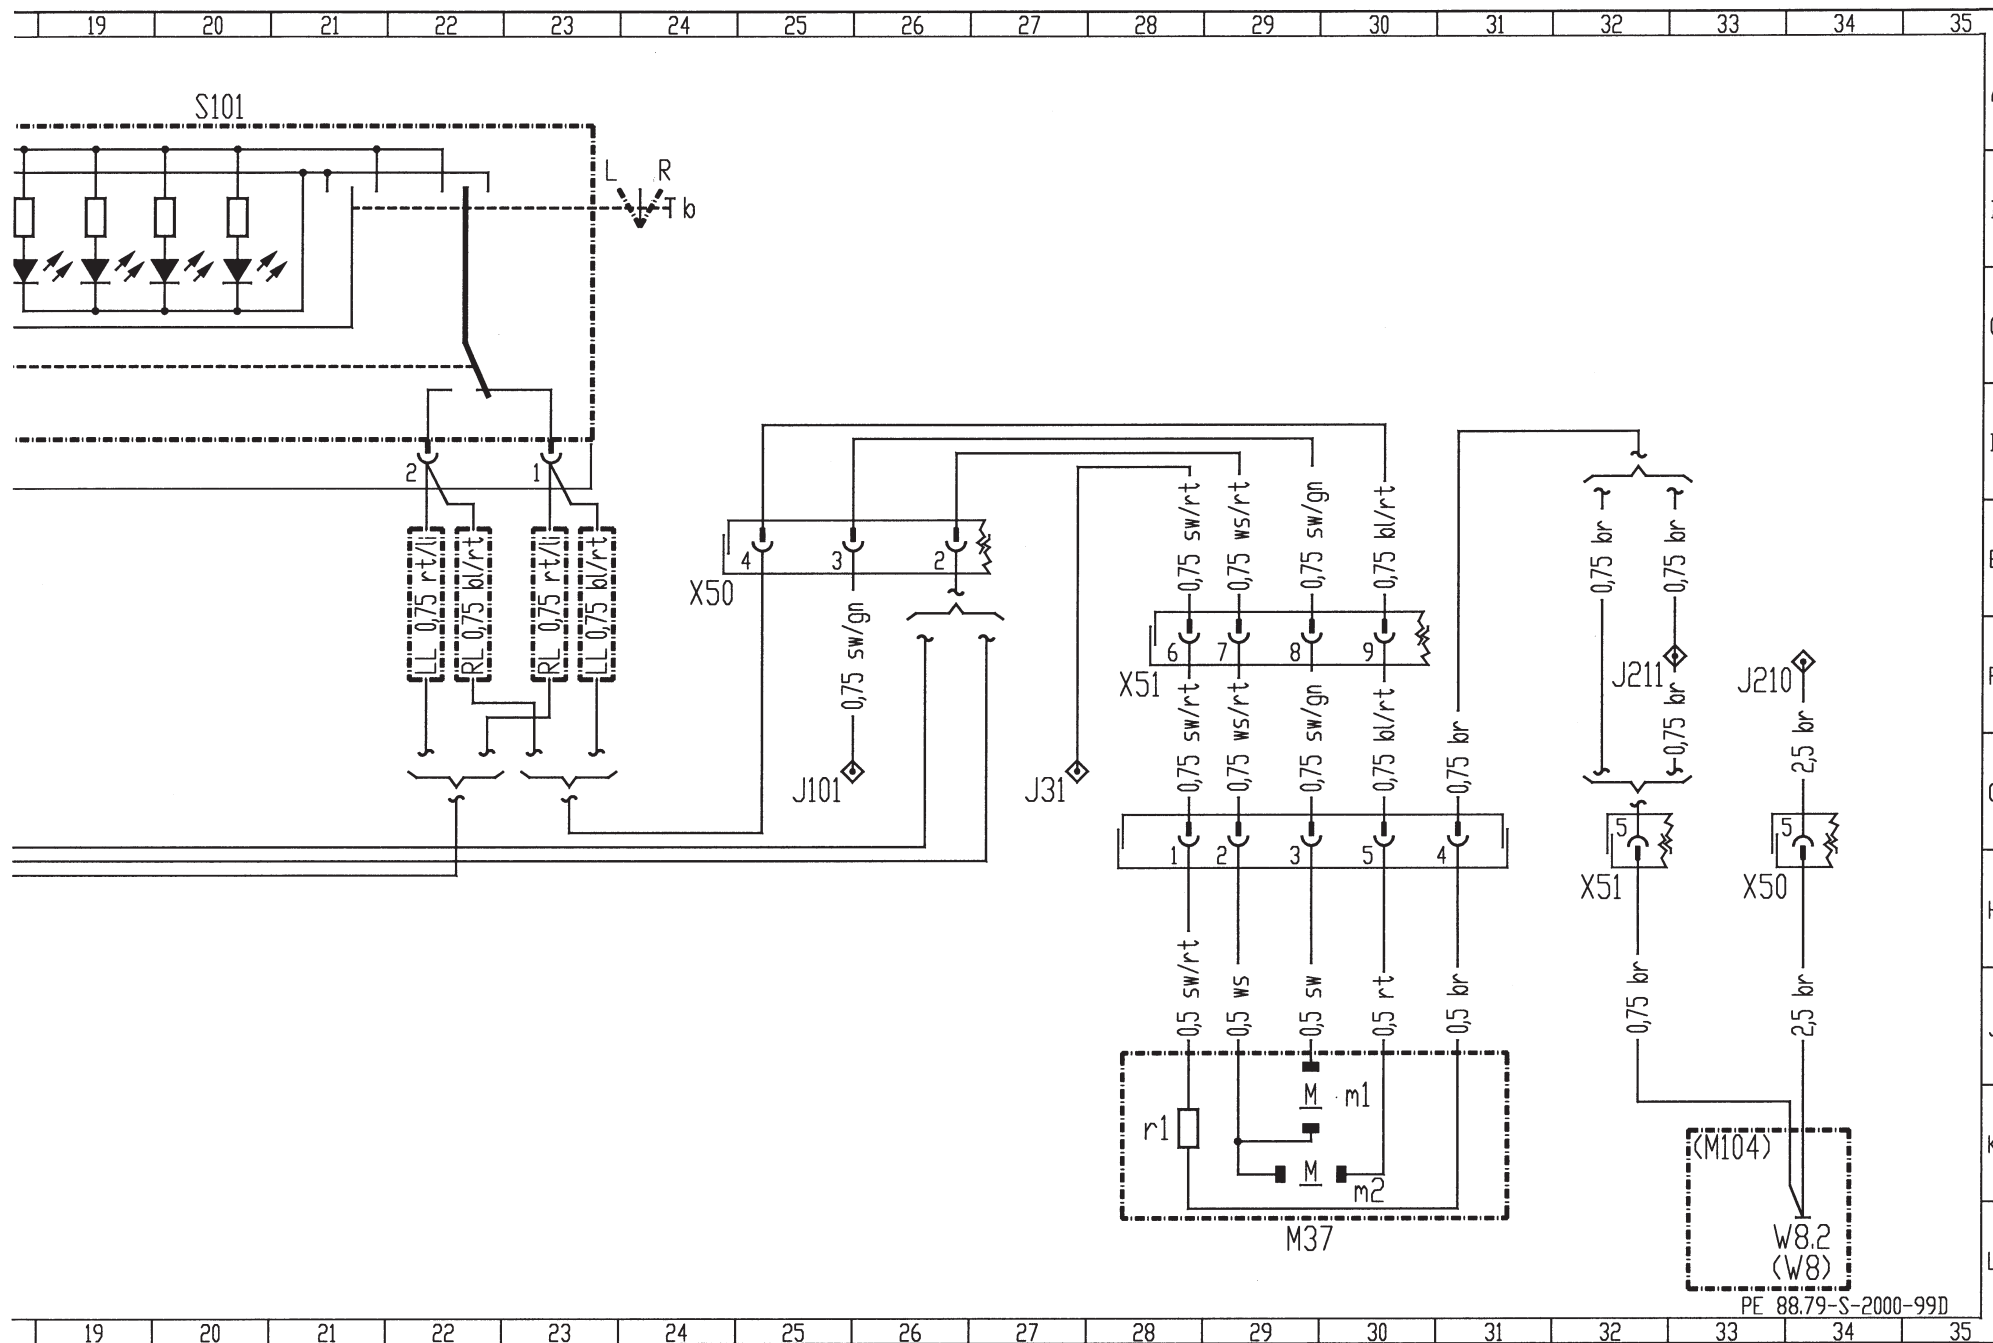 19 20 21 22 23 24 25 26 27 28 29 30 31 32 33 34 35
S101
L R
Tb
2 1
LL 0,75 rt/li
RL 0,75 bl/rt
RL 0,75 rt/li
LL 0,75 bl/rt
4 3 2
X50
0,75 sw/gn
J101
J31
0,75 sw/rt
0,75 ws/rt
0,75 sw/gn
0,75 bl/rt
6 7 8 9
X51
0,75 sw/rt
0,75 ws/rt
0,75 sw/gn
0,75 bl/rt
0,75 br
0,75 br
0,75 br
J211
0,75 br
J210
2,5 br
1 2 3 5 4
5
X51
5
X50
0,5 sw/rt
0,5 ws
0,5 sw
0,5 rt
0,5 br
0,75 br
2,5 br
M m1
r1
M
m2
M37
(M104)
W8.2
(W8)
PE 88.79-S-2000-99D
19 20 21 22 23 24 25 26 27 28 29 30 31 32 33 34 35